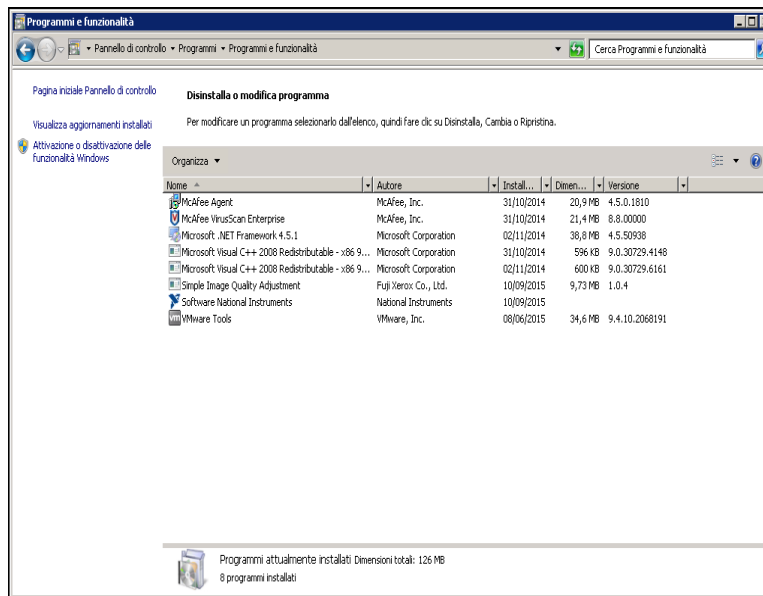 Programmi e funzionalità
Pannello di controllo Programmi Programmi e funzionalità Cerca Programmi e funzionalità
Pagina iniziale Pannello di controllo
Visualizza aggiornamenti installati
Attivazione o disattivazione delle
funzionalità Windows
Disinstalla o modifica programma
Per modificare un programma selezionarlo dall'elenco, quindi fare clic su Disinstalla, Cambia o Ripristina.
Organizza
Nome Autore Install... Dimen... Versione
McAfee Agent McAfee, Inc. 31/10/2014 20,9 MB 4.5.0.1810
McAfee VirusScan Enterprise McAfee, Inc. 31/10/2014 21,4 MB 8.8.00000
Microsoft .NET Framework 4.5.1 Microsoft Corporation 02/11/2014 38,8 MB 4.5.50938
Microsoft Visual C++ 2008 Redistributable - x86 9... Microsoft Corporation 31/10/2014 596 KB 9.0.30729.4148
Microsoft Visual C++ 2008 Redistributable - x86 9... Microsoft Corporation 02/11/2014 600 KB 9.0.30729.6161
Simple Image Quality Adjustment Fuji Xerox Co., Ltd. 10/09/2015 9,73 MB 1.0.4
Software National Instruments National Instruments 10/09/2015
VMware Tools VMware, Inc. 08/06/2015 34,6 MB 9.4.10.2068191
Programmi attualmente installati Dimensioni totali: 126 MB
8 programmi installati